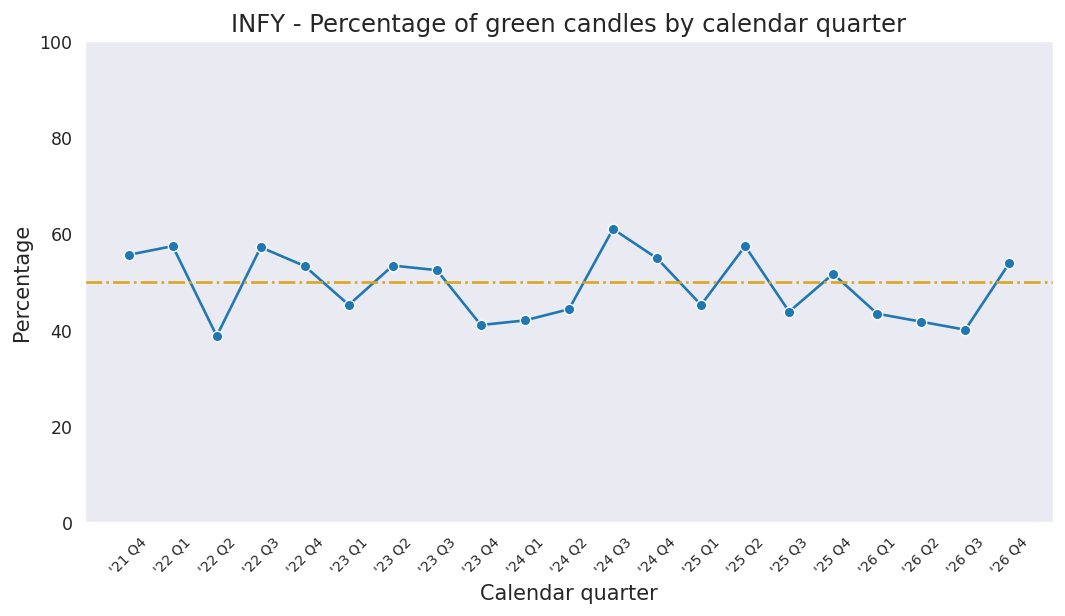 INFY - Percentage of green candles by calendar quarter
100
80
60
40
20
0
Percentage
'21 Q4
'22 Q1
'22 Q2
'22 Q3
'22 Q4
'23 Q1
'23 Q2
'23 Q3
'23 Q4
'24 Q1
'24 Q2
'24 Q3
'24 Q4
'25 Q1
'25 Q2
'25 Q3
'25 Q4
'26 Q1
'26 Q2
'26 Q3
'26 Q4
Calendar quarter